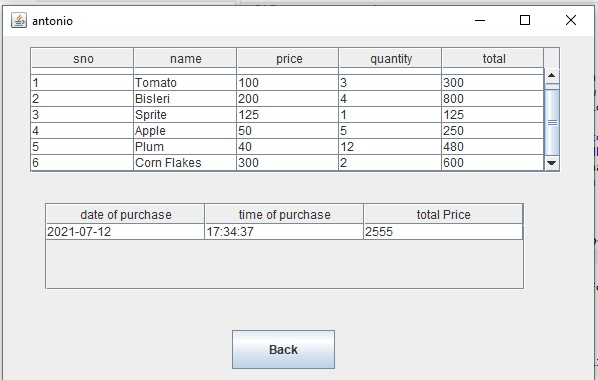 antonio
sno name price quantity total
1 Tomato 100 3 300
2 Bisleri 200 4 800
3 Sprite 125 1 125
4 Apple 50 5 250
5 Plum 40 12 480
6 Corn Flakes 300 2 600
date of purchase time of purchase total Price
2021-07-12 17:34:37 2555
Back